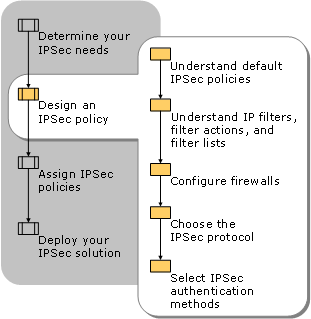 Determine your
IPSec needs
Design an
IPSec policy
Assign IPSec
policies
Deploy your
IPSec solution
Understand default
IPSec policies
Understand IP filters,
filter actions, and
filter lists
Configure firewalls
Choose the
IPSec protocol
Select IPSec
authentication
methods